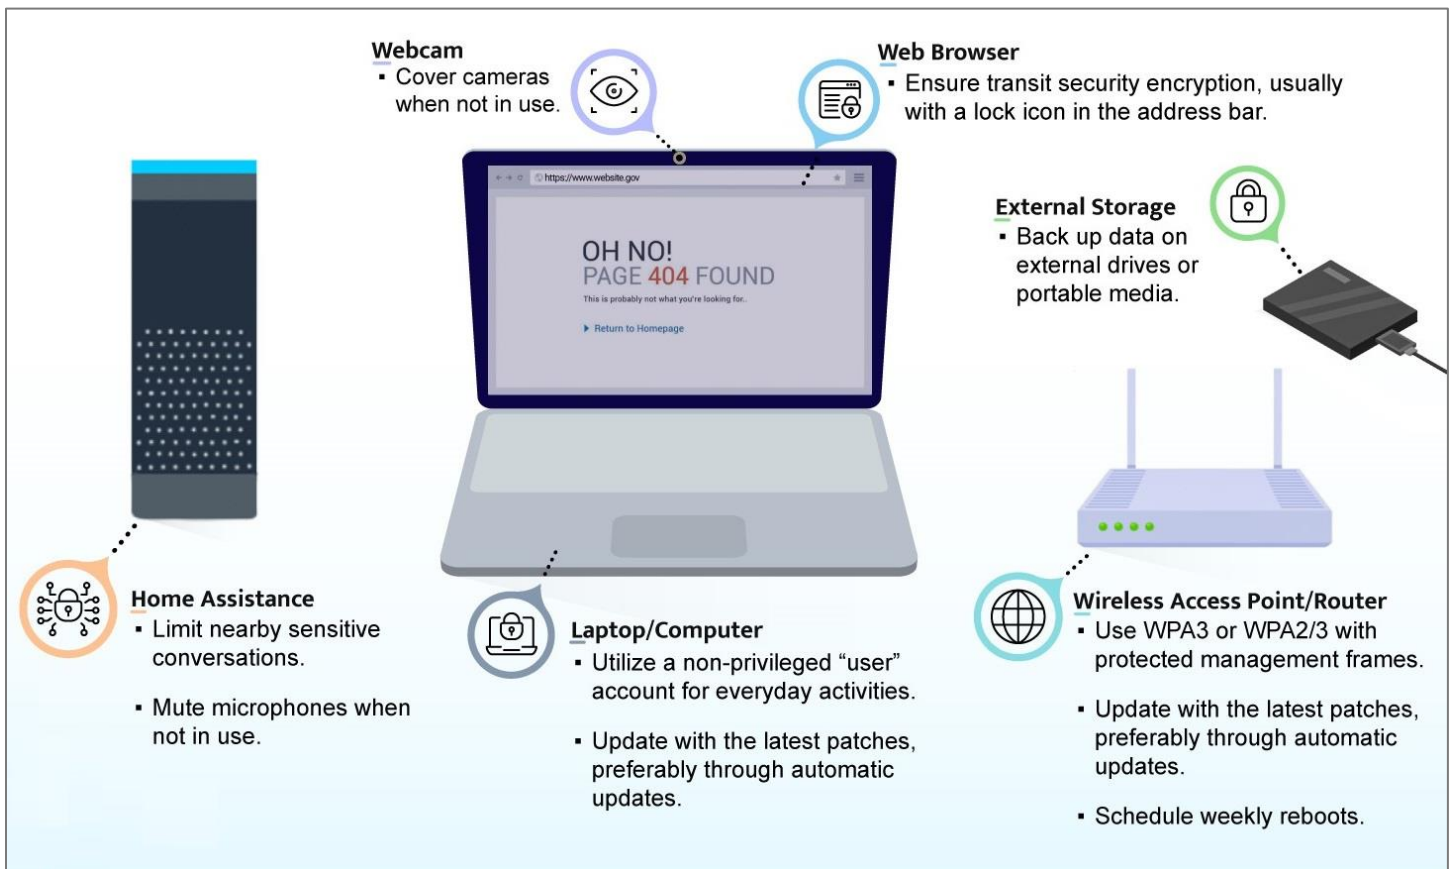 Webcam
▪ Cover cameras
when not in use.
Web Browser
▪ Ensure transit security encryption, usually
with a lock icon in the address bar.
https://www.website.gov
OH NO!
PAGE 404 FOUND
This is probably not what you're looking for..
Return to Homepage
External Storage
▪ Back up data on
external drives or
portable media.
Home Assistance
▪ Limit nearby sensitive
conversations.
▪ Mute microphones when
not in use.
Laptop/Computer
▪ Utilize a non-privileged “user”
account for everyday activities.
▪ Update with the latest patches,
preferably through automatic
updates.
Wireless Access Point/Router
▪ Use WPA3 or WPA2/3 with
protected management frames.
▪ Update with the latest patches,
preferably through automatic
updates.
▪ Schedule weekly reboots.